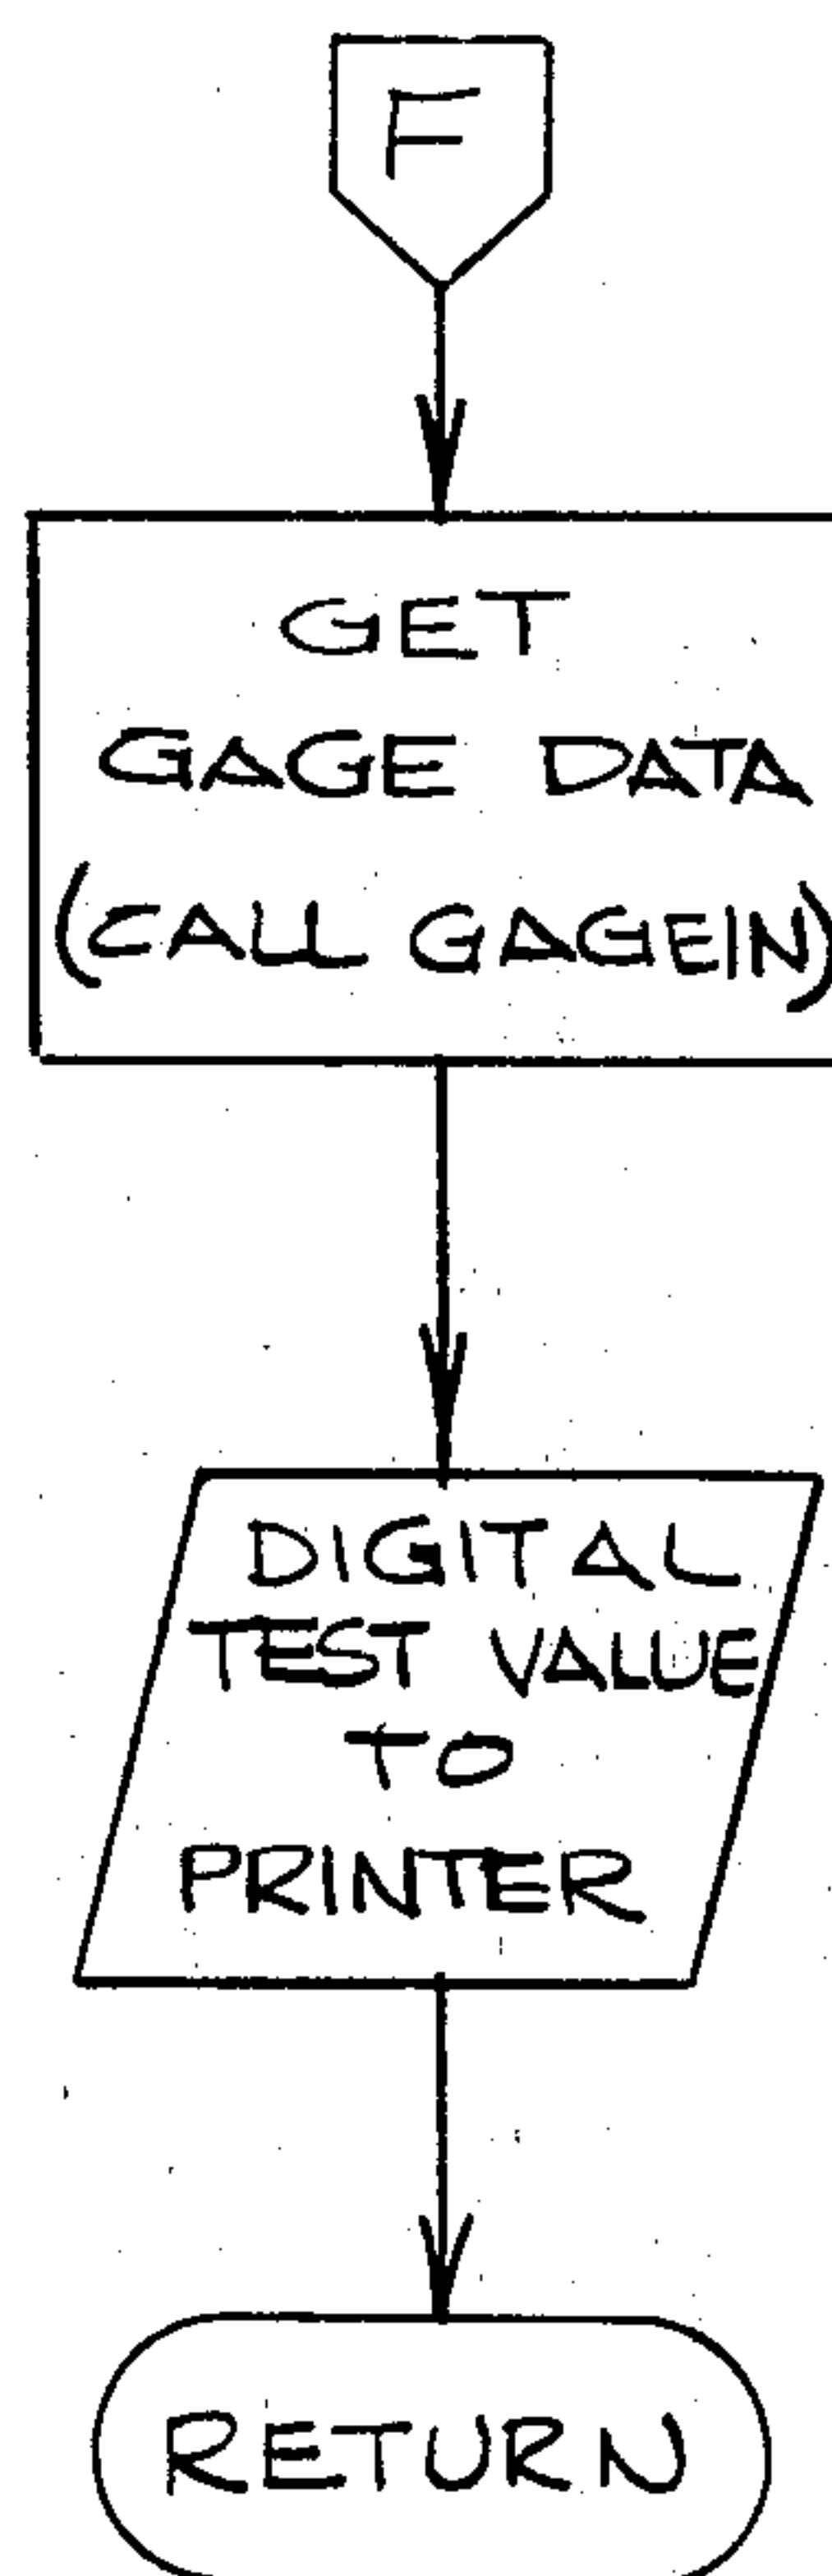 F
GET
GAGE DATA
(CALL GAGEIN)
DIGITAL
TEST VALUE
TO
PRINTER
RETURN